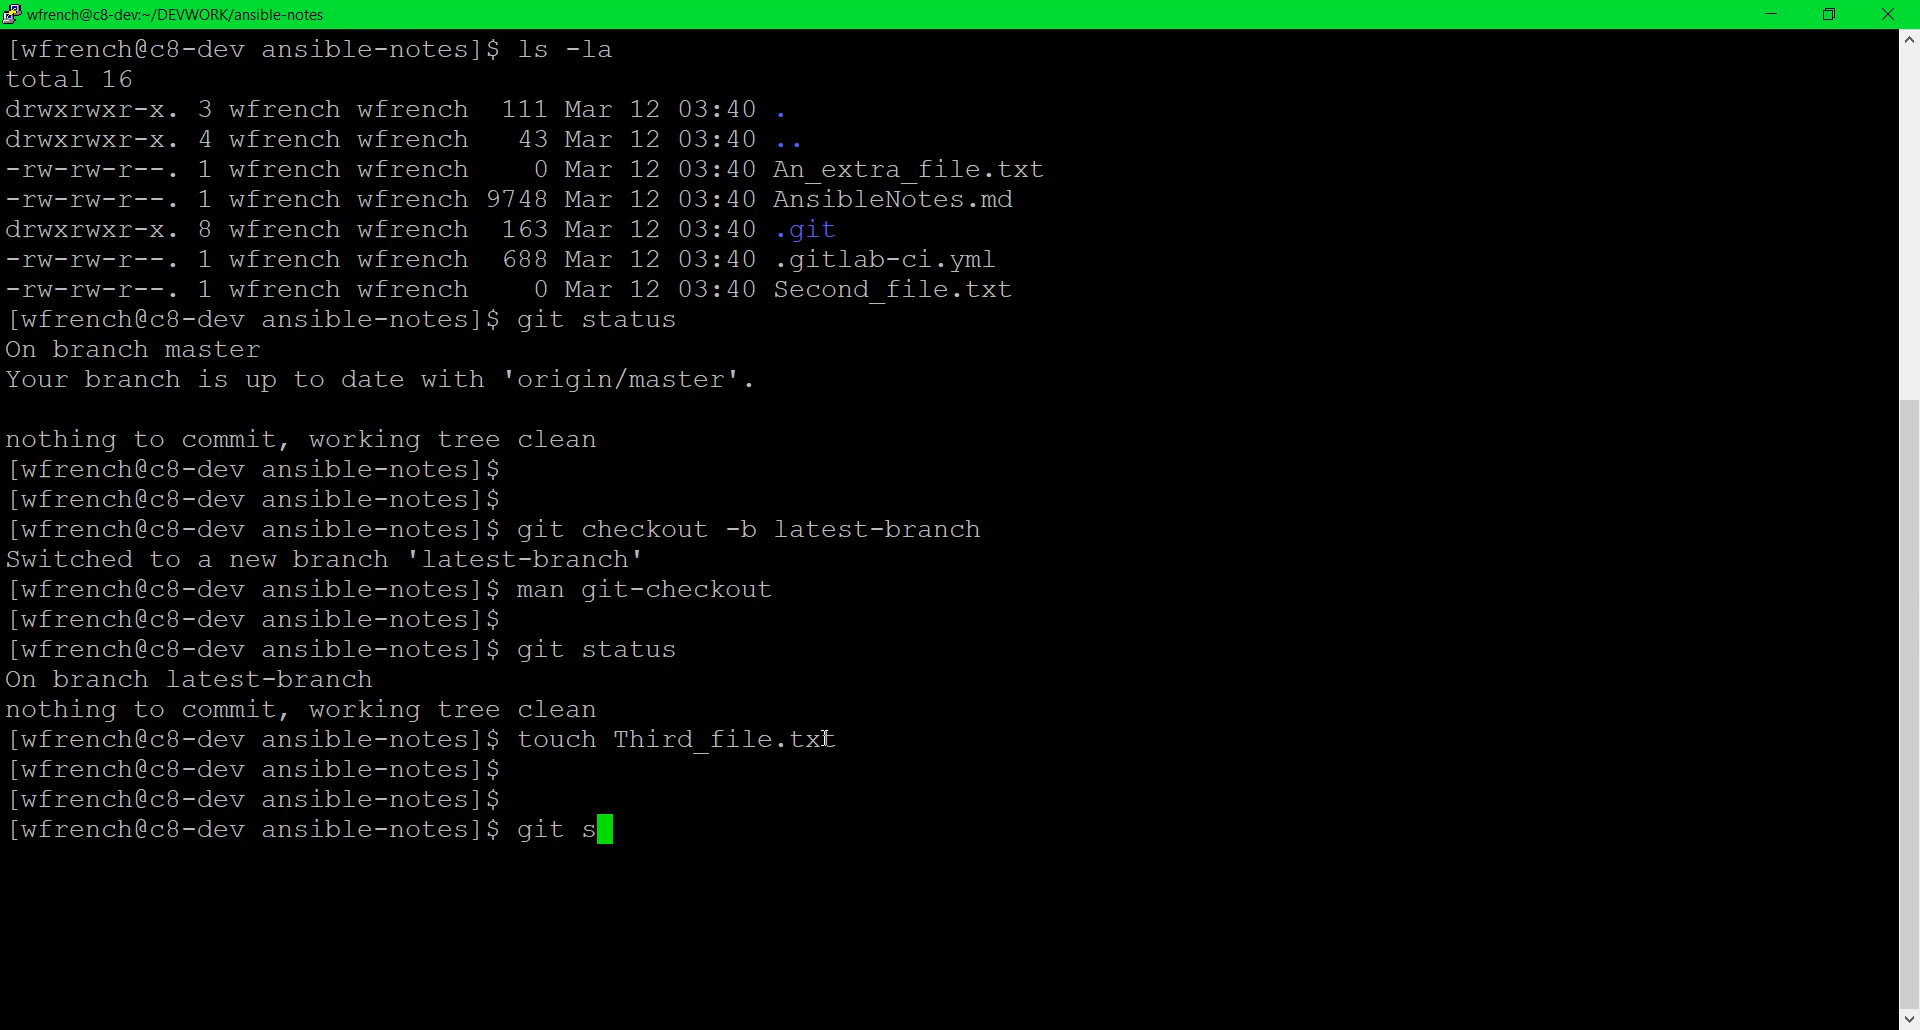 wfrench@c8-dev:~/DEVWORK/ansible-notes
[wfrench@c8-dev ansible-notes]$ ls -la
total 16
drwxrwxr-x. 3 wfrench wfrench  111 Mar 12 03:40 .
drwxrwxr-x. 4 wfrench wfrench   43 Mar 12 03:40 ..
-rw-rw-r--. 1 wfrench wfrench    0 Mar 12 03:40 An_extra_file.txt
-rw-rw-r--. 1 wfrench wfrench 9748 Mar 12 03:40 AnsibleNotes.md
drwxrwxr-x. 8 wfrench wfrench  163 Mar 12 03:40 .git
-rw-rw-r--. 1 wfrench wfrench  688 Mar 12 03:40 .gitlab-ci.yml
-rw-rw-r--. 1 wfrench wfrench    0 Mar 12 03:40 Second_file.txt
[wfrench@c8-dev ansible-notes]$ git status
On branch master
Your branch is up to date with 'origin/master'.
nothing to commit, working tree clean
[wfrench@c8-dev ansible-notes]$
[wfrench@c8-dev ansible-notes]$
[wfrench@c8-dev ansible-notes]$ git checkout -b latest-branch
Switched to a new branch 'latest-branch'
[wfrench@c8-dev ansible-notes]$ man git-checkout
[wfrench@c8-dev ansible-notes]$
[wfrench@c8-dev ansible-notes]$ git status
On branch latest-branch
nothing to commit, working tree clean
[wfrench@c8-dev ansible-notes]$ touch Third_file.txt
[wfrench@c8-dev ansible-notes]$
[wfrench@c8-dev ansible-notes]$
[wfrench@c8-dev ansible-notes]$ git s